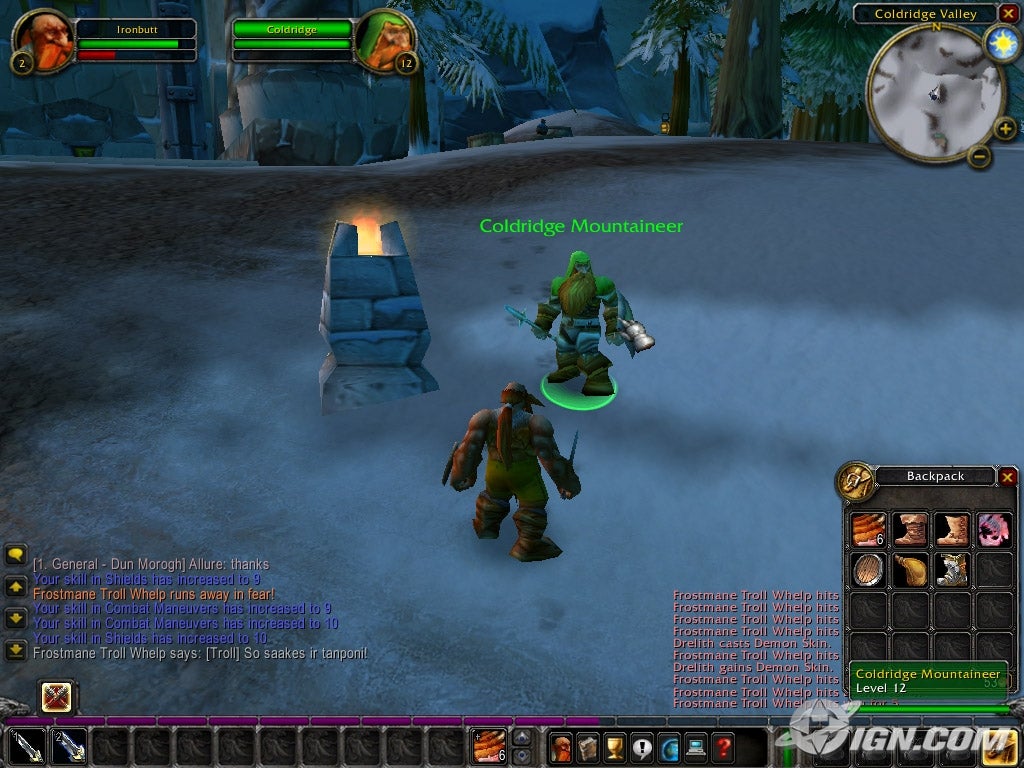 Ironbutt
2
Coldridge
12
Coldridge Valley
N
Coldridge Mountaineer
Backpack
6
[1. General - Dun Morogh] Allure: thanks
Your skill in Shields has increased to 9
Frostmane Troll Whelp runs away in fear!
Your skill in Combat Maneuvers has increased to 9
Your skill in Combat Maneuvers has increased to 10
Your skill in Shields has increased to 10
Frostmane Troll Whelp says: [Troll] So saakes ir tanponi!
Frostmane Troll Whelp hits
Frostmane Troll Whelp hits
Frostmane Troll Whelp hits
Frostmane Troll Whelp hits
Drelith casts Demon Skin.
Frostmane Troll Whelp hits
Drelith gains Demon Skin.
Frostmane Troll Whelp hits
Frostmane Troll Whelp hits
Frostmane Troll Whelp hits
Coldridge Mountaineer
Level 12
53
6
IGN.COM